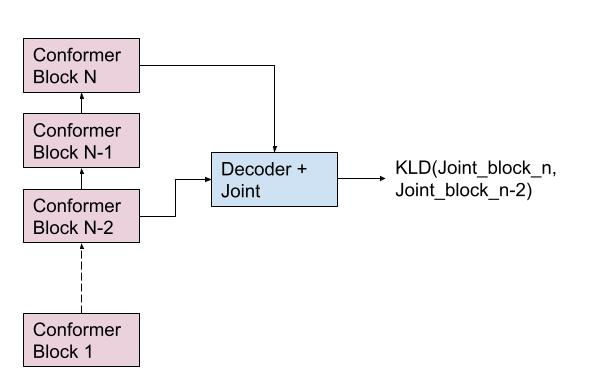 Conformer
Block N
Conformer
Block N-1
Conformer
Block N-2
Conformer
Block 1
Decoder +
Joint
KLD(Joint_block_n,
Joint_block_n-2)